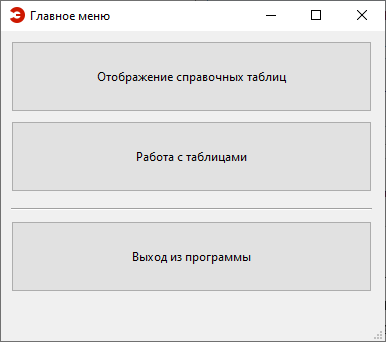 Главное меню
Отображение справочных таблиц
Работа с таблицами
Выход из программы